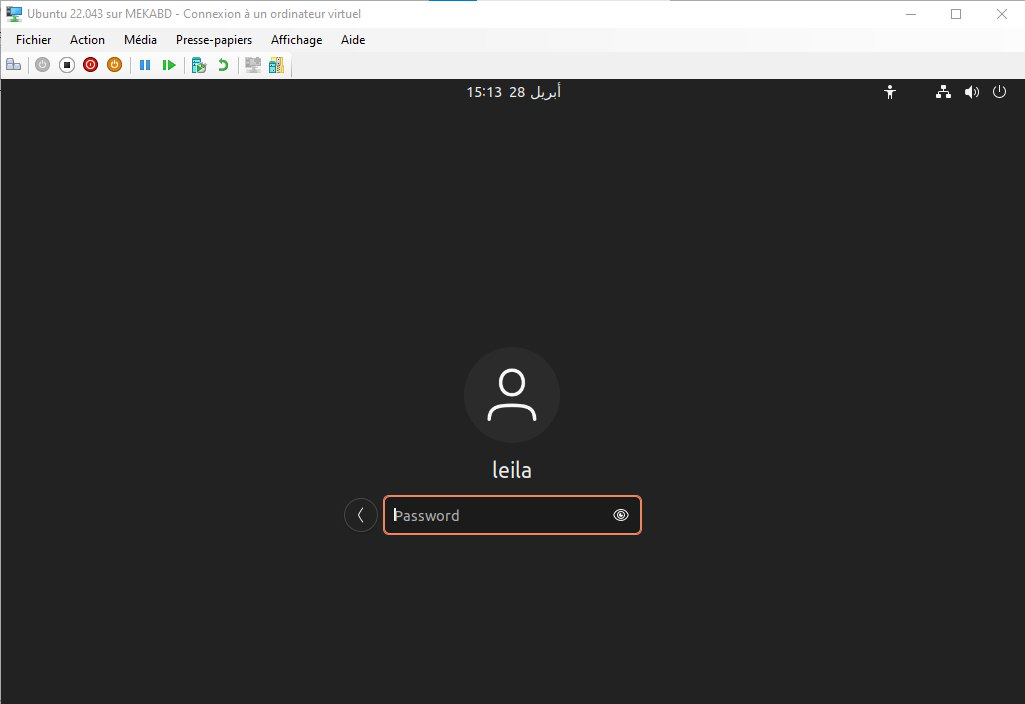 Ubuntu 22.043 sur MEKABD - Connexion à un ordinateur virtuel
Fichier Action Média Presse-papiers Affichage Aide
15:13 28 أبريل
leila
Password